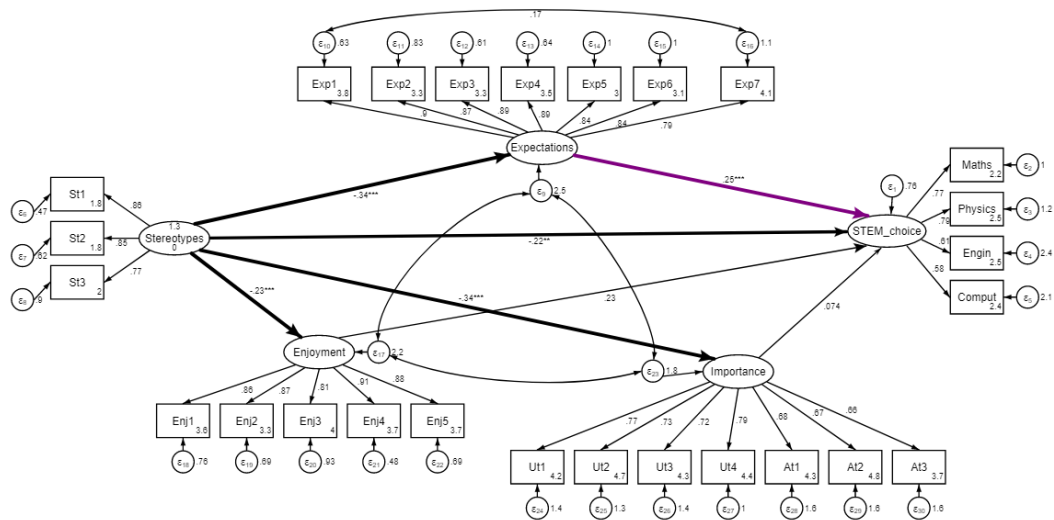 .17
ε10 .63 ε11 .83 ε12 .61 ε13 .64 ε14 1 ε15 1 ε16 1.1
Exp1 3.8 Exp2 3.3 Exp3 3.3 Exp4 3.5 Exp5 3 Exp6 3.1 Exp7 4.1
.9 .87 .89 .89 .84 .84 .79
Expectations
ε9 2.5
-.34***
.25***
ε1 .76
Maths 2.2 ε2 1
.77
Physics 2.5 ε3 1.2
.79
STEM_choice
Engin 2.5 ε4 2.4
.61
Comput 2.4 ε5 2.1
.58
St1 1.8
ε6 .47
.86
St2 1.8
ε7 .62
.85
St3 2
ε8 .9
.77
1.3
Stereotypes
0
-.22**
-.23***
-.34***
.23
.074
Enjoyment
ε17 2.2
ε23 1.8
Importance
.86 .87 .81 .91 .88
Enj1 3.6 Enj2 3.3 Enj3 4 Enj4 3.7 Enj5 3.7
ε18 .76 ε19 .69 ε20 .93 ε21 .48 ε22 .69
.77 .73 .72 .79 .68 .67 .66
Ut1 4.2 Ut2 4.7 Ut3 4.3 Ut4 4.4 At1 4.3 At2 4.8 At3 3.7
ε24 1.4 ε25 1.3 ε26 1.4 ε27 1 ε28 1.6 ε29 1.6 ε30 1.6